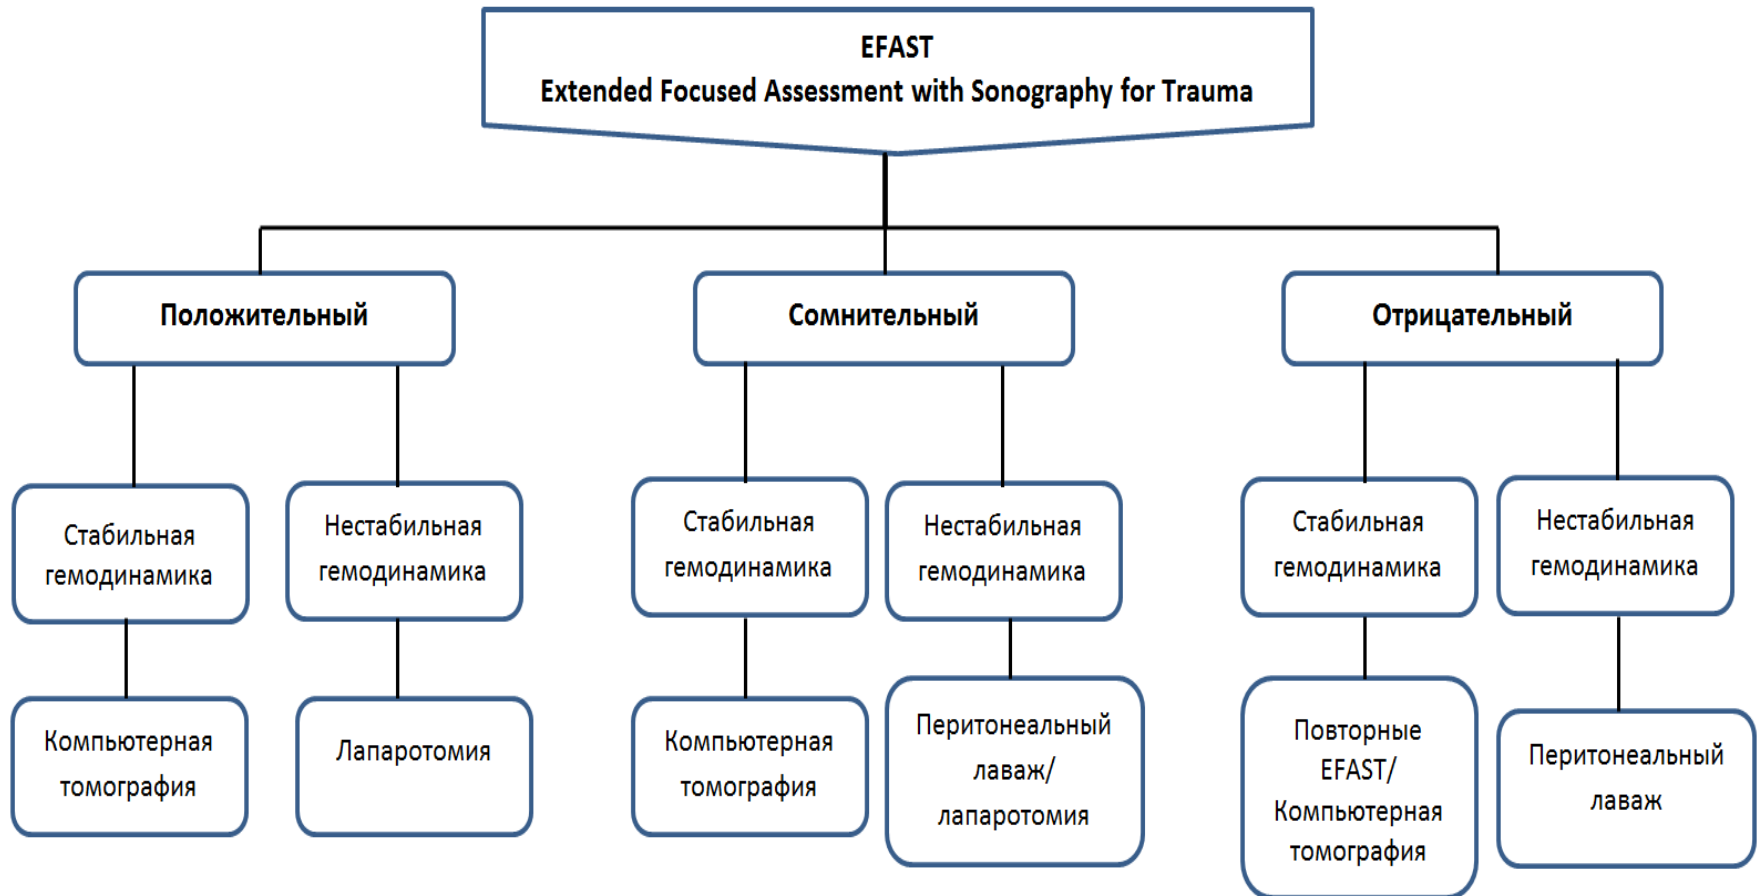 EFAST
Extended Focused Assessment with Sonography for Trauma
Положительный
Сомнительный
Отрицательный
Стабильная
гемодинамика
Нестабильная
гемодинамика
Стабильная
гемодинамика
Нестабильная
гемодинамика
Стабильная
гемодинамика
Нестабильная
гемодинамика
Компьютерная
томография
Лапаротомия
Компьютерная
томография
Перитонеальный
лаваж/
лапаротомия
Повторные
EFAST/
Компьютерная
томография
Перитонеальный
лаваж